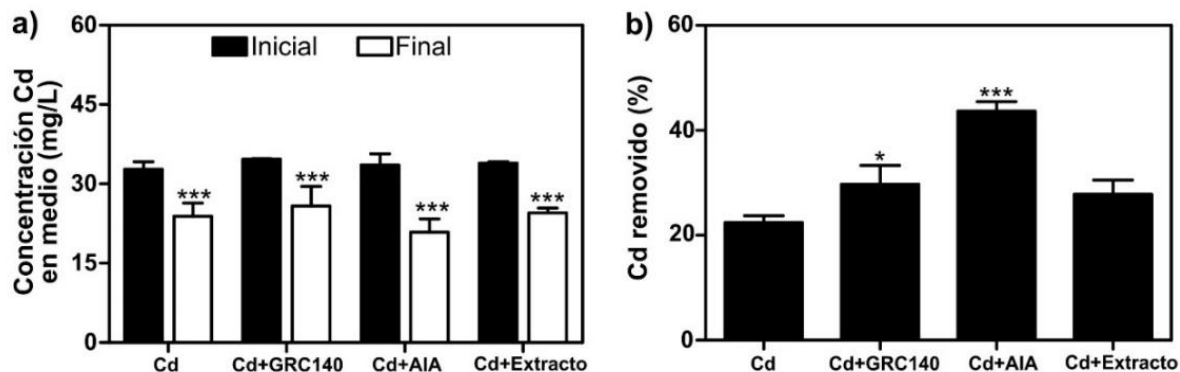 a)
Concentración Cd
en medio (mg/L)
60
45
30
15
0
Inicial
Final
***
***
***
***
Cd
Cd+GRC140
Cd+AIA
Cd+Extracto
b)
Cd removido (%)
60
40
20
0
*
***
Cd
Cd+GRC140
Cd+AIA
Cd+Extracto